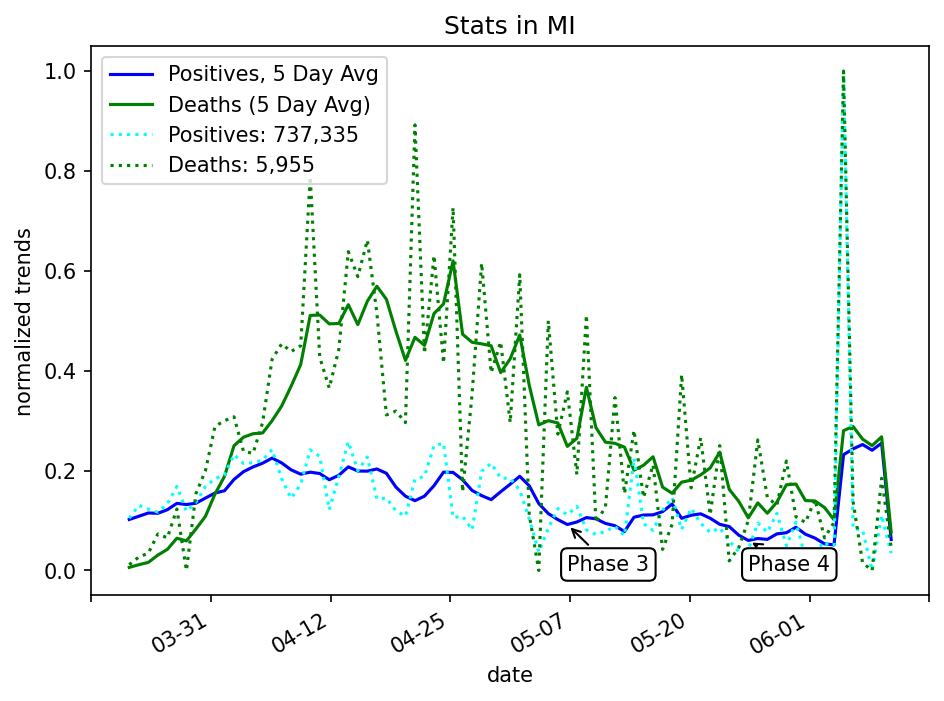 Stats in MI
Positives, 5 Day Avg
Deaths (5 Day Avg)
Positives: 737,335
Deaths: 5,955
1.0
0.8
0.6
0.4
0.2
0.0
normalized trends
Phase 3
Phase 4
03-31
04-12
04-25
05-07
05-20
06-01
date